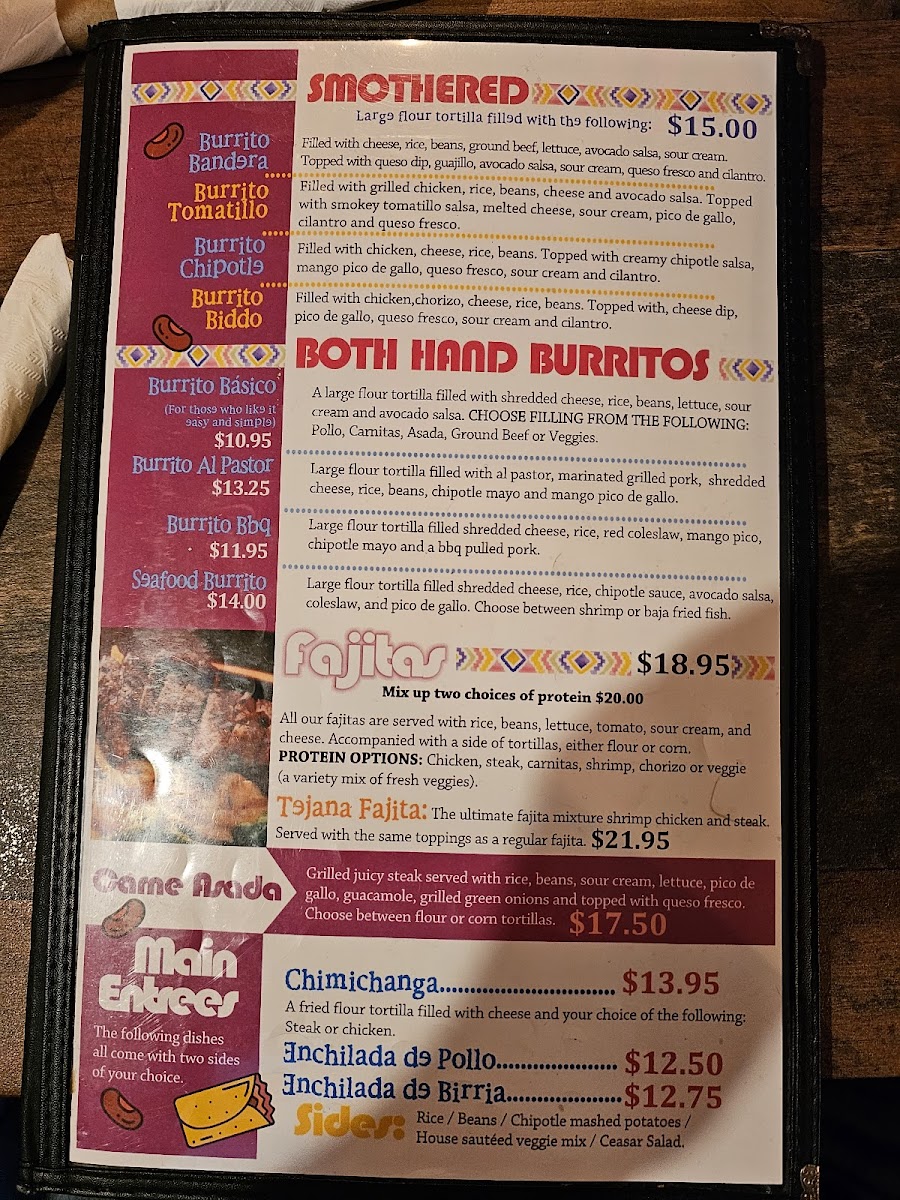 SMOTHERED
Large flour tortilla filled with the following: $15.00
Burrito
Bandera
Filled with cheese, rice, beans, ground beef, lettuce, avocado salsa, sour cream.
Topped with queso dip, guajillo, avocado salsa, sour cream, queso fresco and cilantro.
Burrito
Tomatillo
Filled with grilled chicken, rice, beans, cheese and avocado salsa. Topped
with smokey tomatillo salsa, melted cheese, sour cream, pico de gallo,
cilantro and queso fresco.
Burrito
Chipotle
Filled with chicken, cheese, rice, beans. Topped with creamy chipotle salsa,
mango pico de gallo, queso fresco, sour cream and cilantro.
Burrito
Biddo
Filled with chicken,chorizo, cheese, rice, beans. Topped with, cheese dip,
pico de gallo, queso fresco, sour cream and cilantro.
BOTH HAND BURRITOS
Burrito Básico
(For those who like it
easy and simple)
$10.95
A large flour tortilla filled with shredded cheese, rice, beans, lettuce, sour
cream and avocado salsa. CHOOSE FILLING FROM THE FOLLOWING:
Pollo, Carnitas, Asada, Ground Beef or Veggies.
Burrito Al Pastor
$13.25
Large flour tortilla filled with al pastor, marinated grilled pork, shredded
cheese, rice, beans, chipotle mayo and mango pico de gallo.
Burrito Bbq
$11.95
Large flour tortilla filled shredded cheese, rice, red coleslaw, mango pico,
chipotle mayo and a bbq pulled pork.
Seafood Burrito
$14.00
Large flour tortilla filled shredded cheese, rice, chipotle sauce, avocado salsa,
coleslaw, and pico de gallo. Choose between shrimp or baja fried fish.
Fajitas $18.95
Mix up two choices of protein $20.00
All our fajitas are served with rice, beans, lettuce, tomato, sour cream, and
cheese. Accompanied with a side of tortillas, either flour or corn.
PROTEIN OPTIONS: Chicken, steak, carnitas, shrimp, chorizo or veggie
(a variety mix of fresh veggies).
Tejana Fajita: The ultimate fajita mixture shrimp chicken and steak.
Served with the same toppings as a regular fajita. $21.95
Carne Asada
Grilled juicy steak served with rice, beans, sour cream, lettuce, pico de
gallo, guacamole, grilled green onions and topped with queso fresco.
Choose between flour or corn tortillas. $17.50
Main
Entrees
The following dishes
all come with two sides
of your choice.
Chimichanga.............................. $13.95
A fried flour tortilla filled with cheese and your choice of the following:
Steak or chicken.
Enchilada de Pollo..................... $12.50
Enchilada de Birria.................... $12.75
Sides: Rice / Beans / Chipotle mashed potatoes /
House sautéed veggie mix / Ceasar Salad.